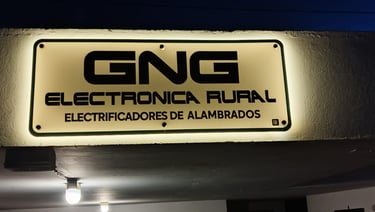 GNG
ELECTRONICA RURAL
ELECTRIFICADORES DE ALAMBRADOS